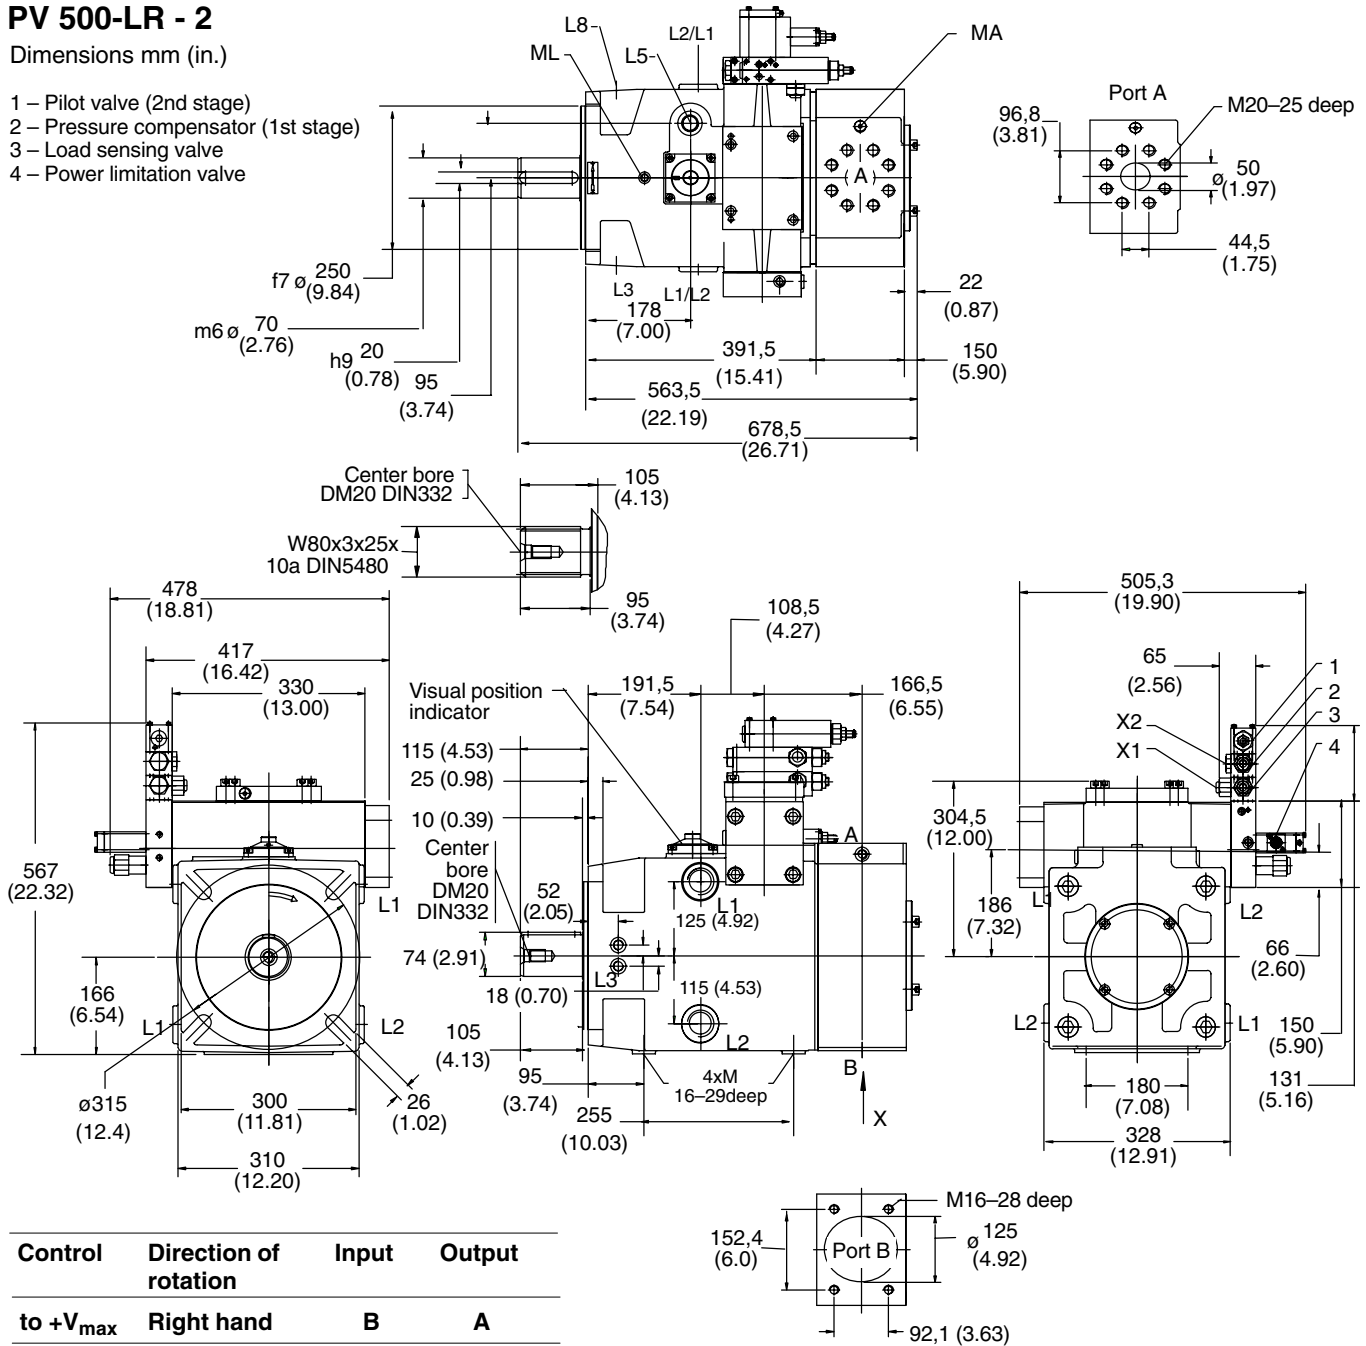 PV 500-LR - 2
Dimensions mm (in.)
1 – Pilot valve (2nd stage)
2 – Pressure compensator (1st stage)
3 – Load sensing valve
4 – Power limitation valve
L8
L2/L1
ML
L5
MA
A
L3
L1/L2
Port A
M20–25 deep
96,8
(3.81)
ø 50
(1.97)
44,5
(1.75)
f7 ø 250
(9.84)
m6 ø 70
(2.76)
h9 20
(0.78)
95
(3.74)
178
(7.00)
22
(0.87)
391,5
(15.41)
150
(5.90)
563,5
(22.19)
678,5
(26.71)
Center bore
DM20 DIN332
105
(4.13)
W80x3x25x
10a DIN5480
95
(3.74)
478
(18.81)
417
(16.42)
330
(13.00)
567
(22.32)
166
(6.54)
L1
L1
L2
ø315
(12.4)
300
(11.81)
26
(1.02)
310
(12.20)
108,5
(4.27)
Visual position
indicator
191,5
(7.54)
166,5
(6.55)
115 (4.53)
25 (0.98)
10 (0.39)
Center
bore
DM20
DIN332
52
(2.05)
A
L1
125 (4.92)
74 (2.91)
L3
18 (0.70)
115 (4.53)
105
(4.13)
L2
95
(3.74)
4xM
16–29deep
B
X
255
(10.03)
505,3
(19.90)
65
(2.56)
1
2
3
4
X2
X1
304,5
(12.00)
186
(7.32)
L
L2
66
(2.60)
L2
L1
150
(5.90)
131
(5.16)
180
(7.08)
328
(12.91)
M16–28 deep
152,4
(6.0)
Port B
ø 125
(4.92)
92,1 (3.63)
Control Direction of rotation Input Output
to +Vmax Right hand B A